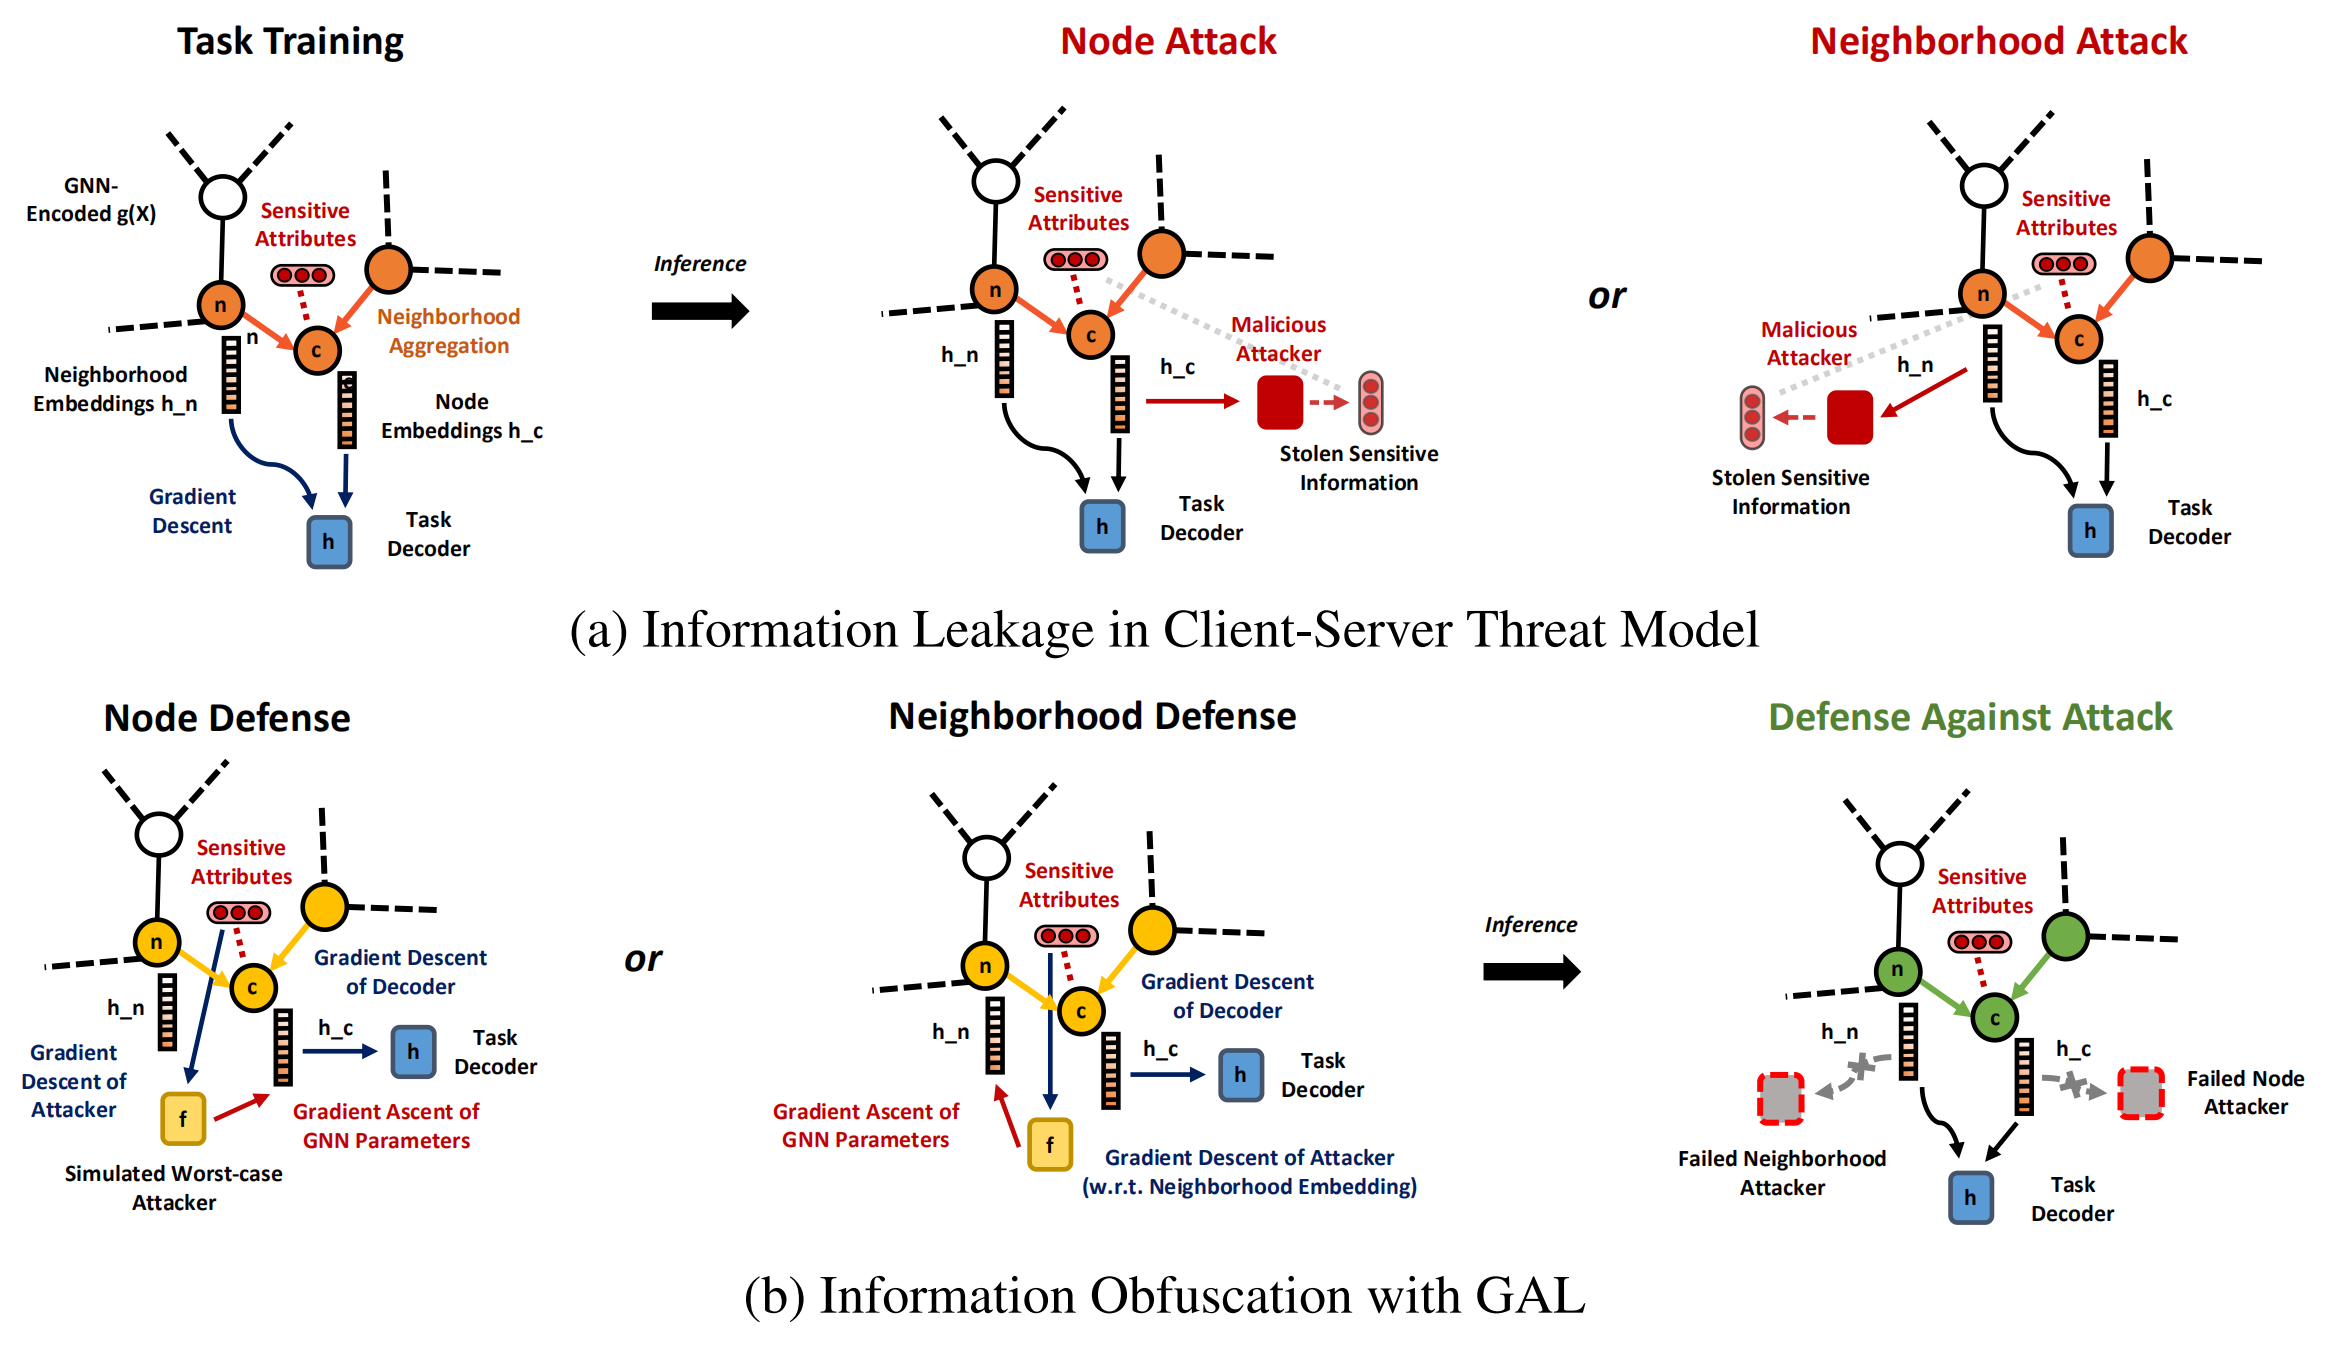 Task Training
Node Attack
Neighborhood Attack
GNN-
Encoded g(X)
Sensitive
Attributes
n
n
c
c
Neighborhood
Aggregation
Neighborhood
Embeddings h_n
Node
Embeddings h_c
Gradient
Descent
h
Task
Decoder
Inference
Sensitive
Attributes
n
c
h_n
h_c
Malicious
Attacker
Stolen Sensitive
Information
h
Task
Decoder
or
Sensitive
Attributes
n
c
Malicious
Attacker
h_n
h_c
Stolen Sensitive
Information
h
Task
Decoder
(a) Information Leakage in Client-Server Threat Model
Node Defense
Neighborhood Defense
Defense Against Attack
Sensitive
Attributes
n
c
Gradient Descent
of Decoder
h_n
h_c
h
Task
Decoder
Gradient
Descent of
Attacker
f
Gradient Ascent of
GNN Parameters
Simulated Worst-case
Attacker
or
Sensitive
Attributes
n
c
Gradient Descent
of Decoder
h_n
h_c
h
Task
Decoder
Gradient Ascent of
GNN Parameters
f
Gradient Descent of Attacker
(w.r.t. Neighborhood Embedding)
Inference
Sensitive
Attributes
n
c
h_n
h_c
Failed Node
Attacker
Failed Neighborhood
Attacker
h
Task
Decoder
(b) Information Obfuscation with GAL